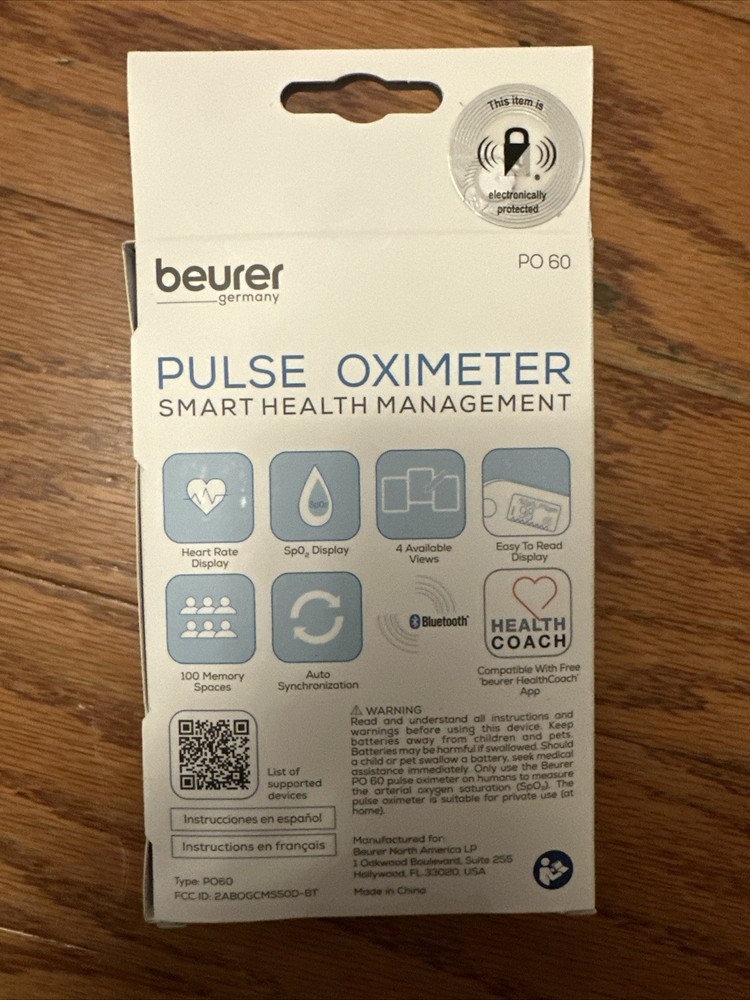 This item is
electronically
protected
beurer
germany
PO 60
PULSE OXIMETER
SMART HEALTH MANAGEMENT
Heart Rate
Display
SpO₂
SpO₂ Display
4 Available
Views
Easy To Read
Display
100 Memory
Spaces
Auto
Synchronization
Bluetooth®
HEALTH
COACH
Compatible With Free
'beurer HealthCoach'
App
List of
supported
devices
Instrucciones en español
Instructions en français
⚠ WARNING
Read and understand all instructions and
warnings before using this device. Keep
batteries away from children and pets.
Batteries may be harmful if swallowed. Should
a child or pet swallow a battery, seek medical
assistance immediately. Only use the Beurer
PO 60 pulse oximeter on humans to measure
the arterial oxygen saturation (SpO₂). The
pulse oximeter is suitable for private use (at
home).
Manufactured for:
Beurer North America LP
1 Oakwood Boulevard, Suite 255
Hollywood, FL 33020, USA
Made in China
Type: PO60
FCC ID: 2ABOGCMS50D-BT